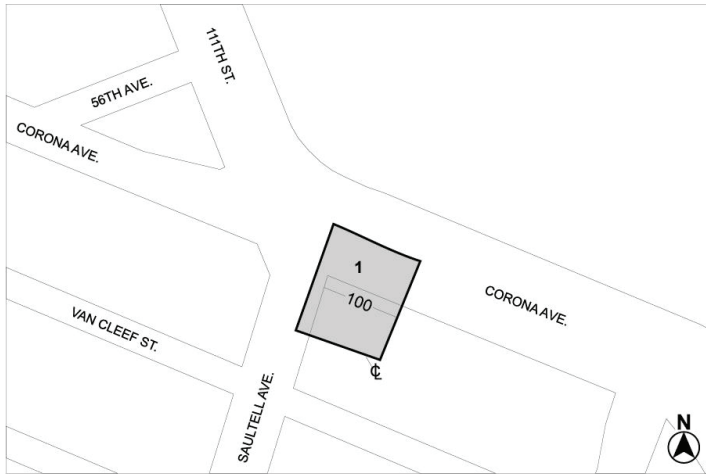 111TH ST.
56TH AVE.
CORONA AVE.
1
100
CORONA AVE.
VAN CLEEF ST.
℄
SAULTELL AVE.
N